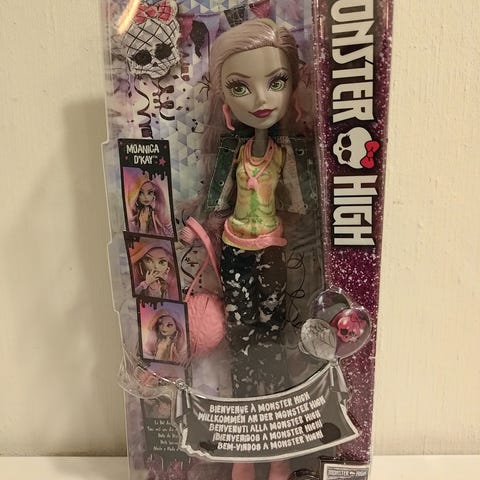 MONSTER HIGH
MOANICA
D'KAY
BIENVENUE À MONSTER HIGH
WILLKOMMEN AN DER MONSTER HIGH
BENVENUTI ALLA MONSTER HIGH
¡BIENVENIDOS A MONSTER HIGH!
BEM-VINDOS A MONSTER HIGH!
MONSTER HIGH